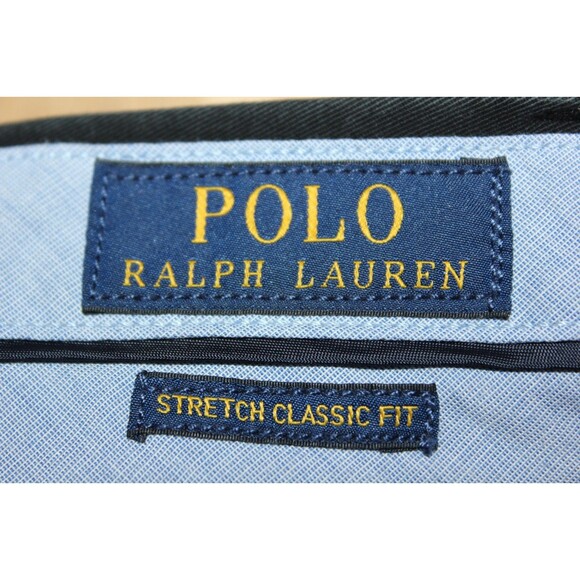 POLO
RALPH LAUREN
STRETCH CLASSIC FIT